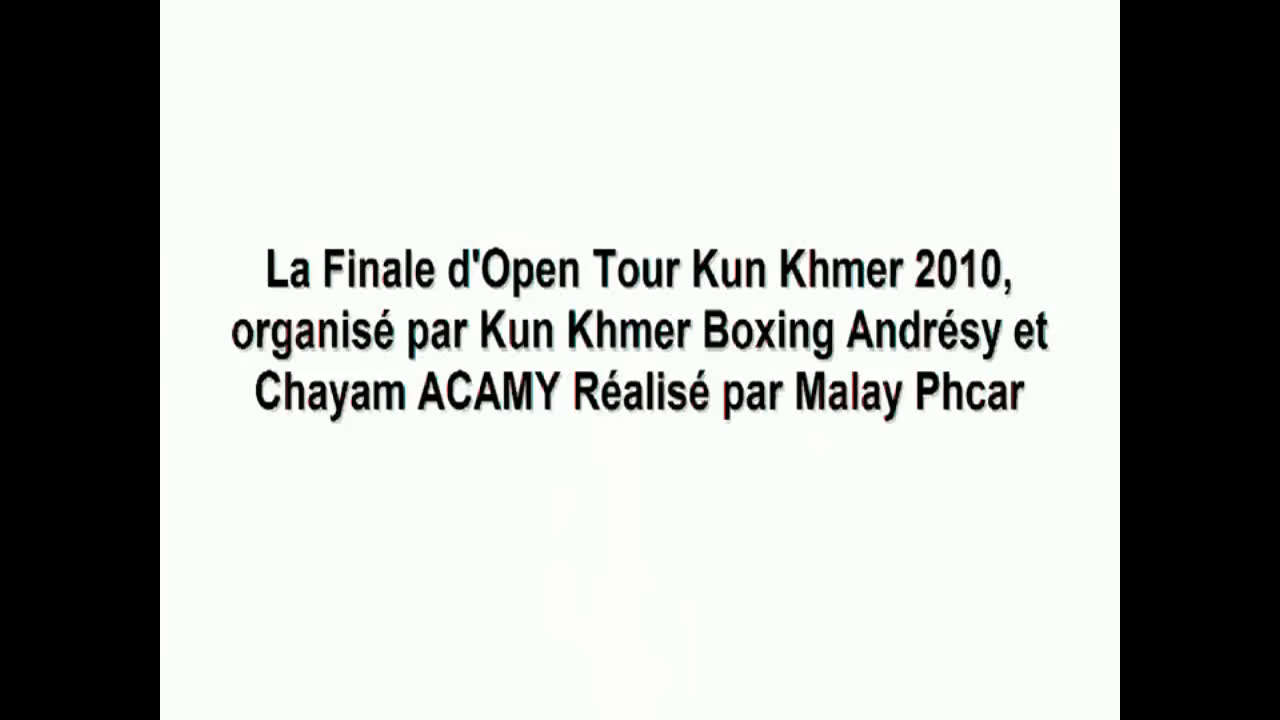 La Finale d'Open Tour Kun Khmer 2010,
organisé par Kun Khmer Boxing Andrésy et
Chayam ACAMY Réalisé par Malay Phcar